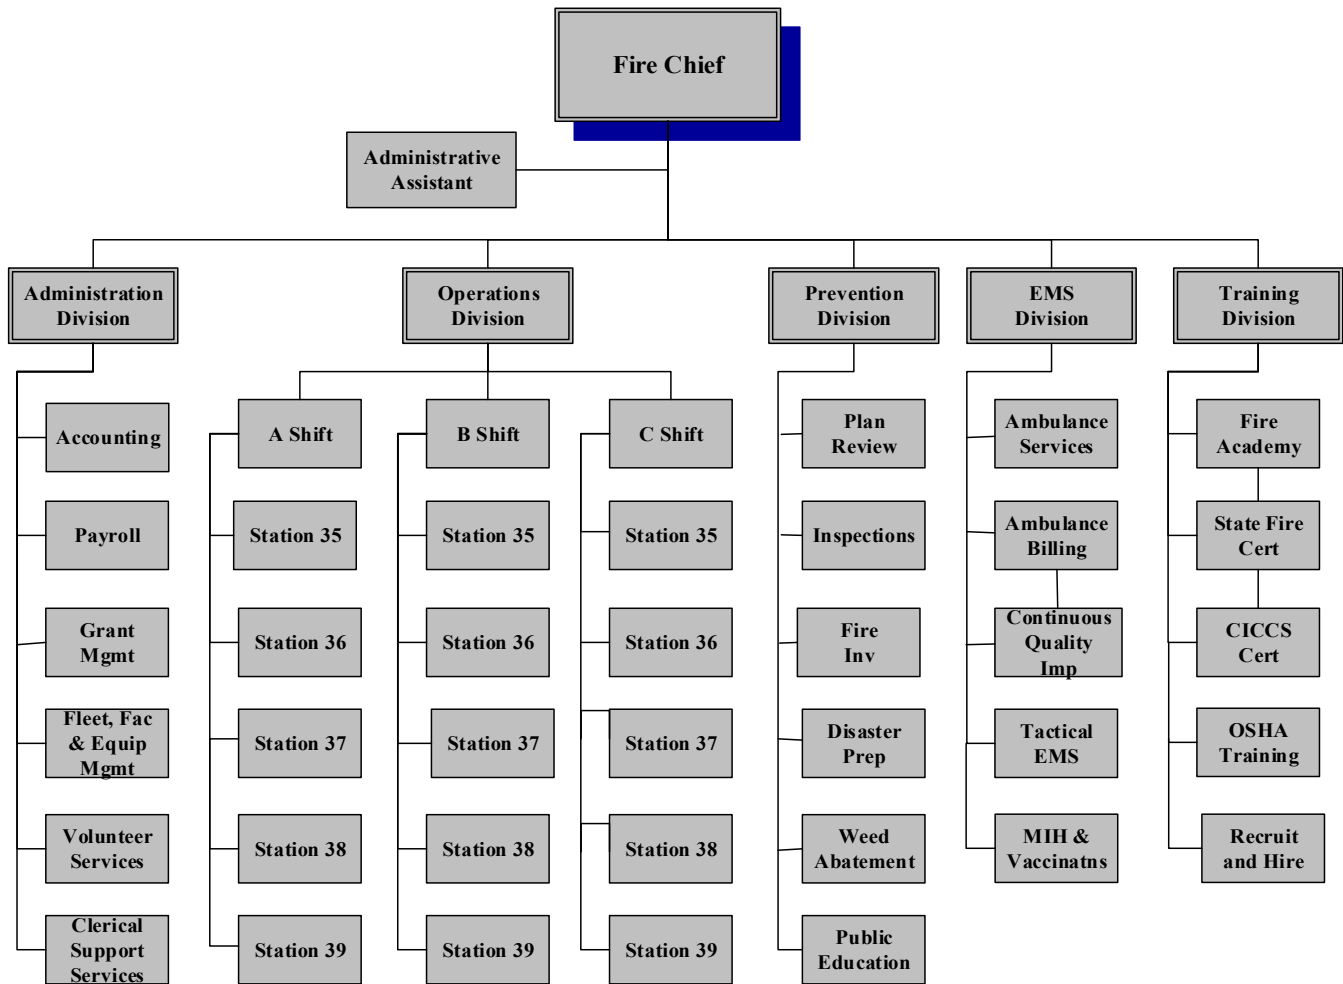 Fire Chief
Administrative
Assistant
Administration
Division
Operations
Division
Prevention
Division
EMS
Division
Training
Division
Accounting
A Shift
B Shift
C Shift
Plan
Review
Ambulance
Services
Fire
Academy
Payroll
Station 35
Station 35
Station 35
Inspections
Ambulance
Billing
State Fire
Cert
Grant
Mgmt
Station 36
Station 36
Station 36
Fire
Inv
Continuous
Quality
Imp
CICCS
Cert
Fleet, Fac
& Equip
Mgmt
Station 37
Station 37
Station 37
Disaster
Prep
Tactical
EMS
OSHA
Training
Volunteer
Services
Station 38
Station 38
Station 38
Weed
Abatement
MIH &
Vaccinatns
Recruit
and Hire
Clerical
Support
Services
Station 39
Station 39
Station 39
Public
Education